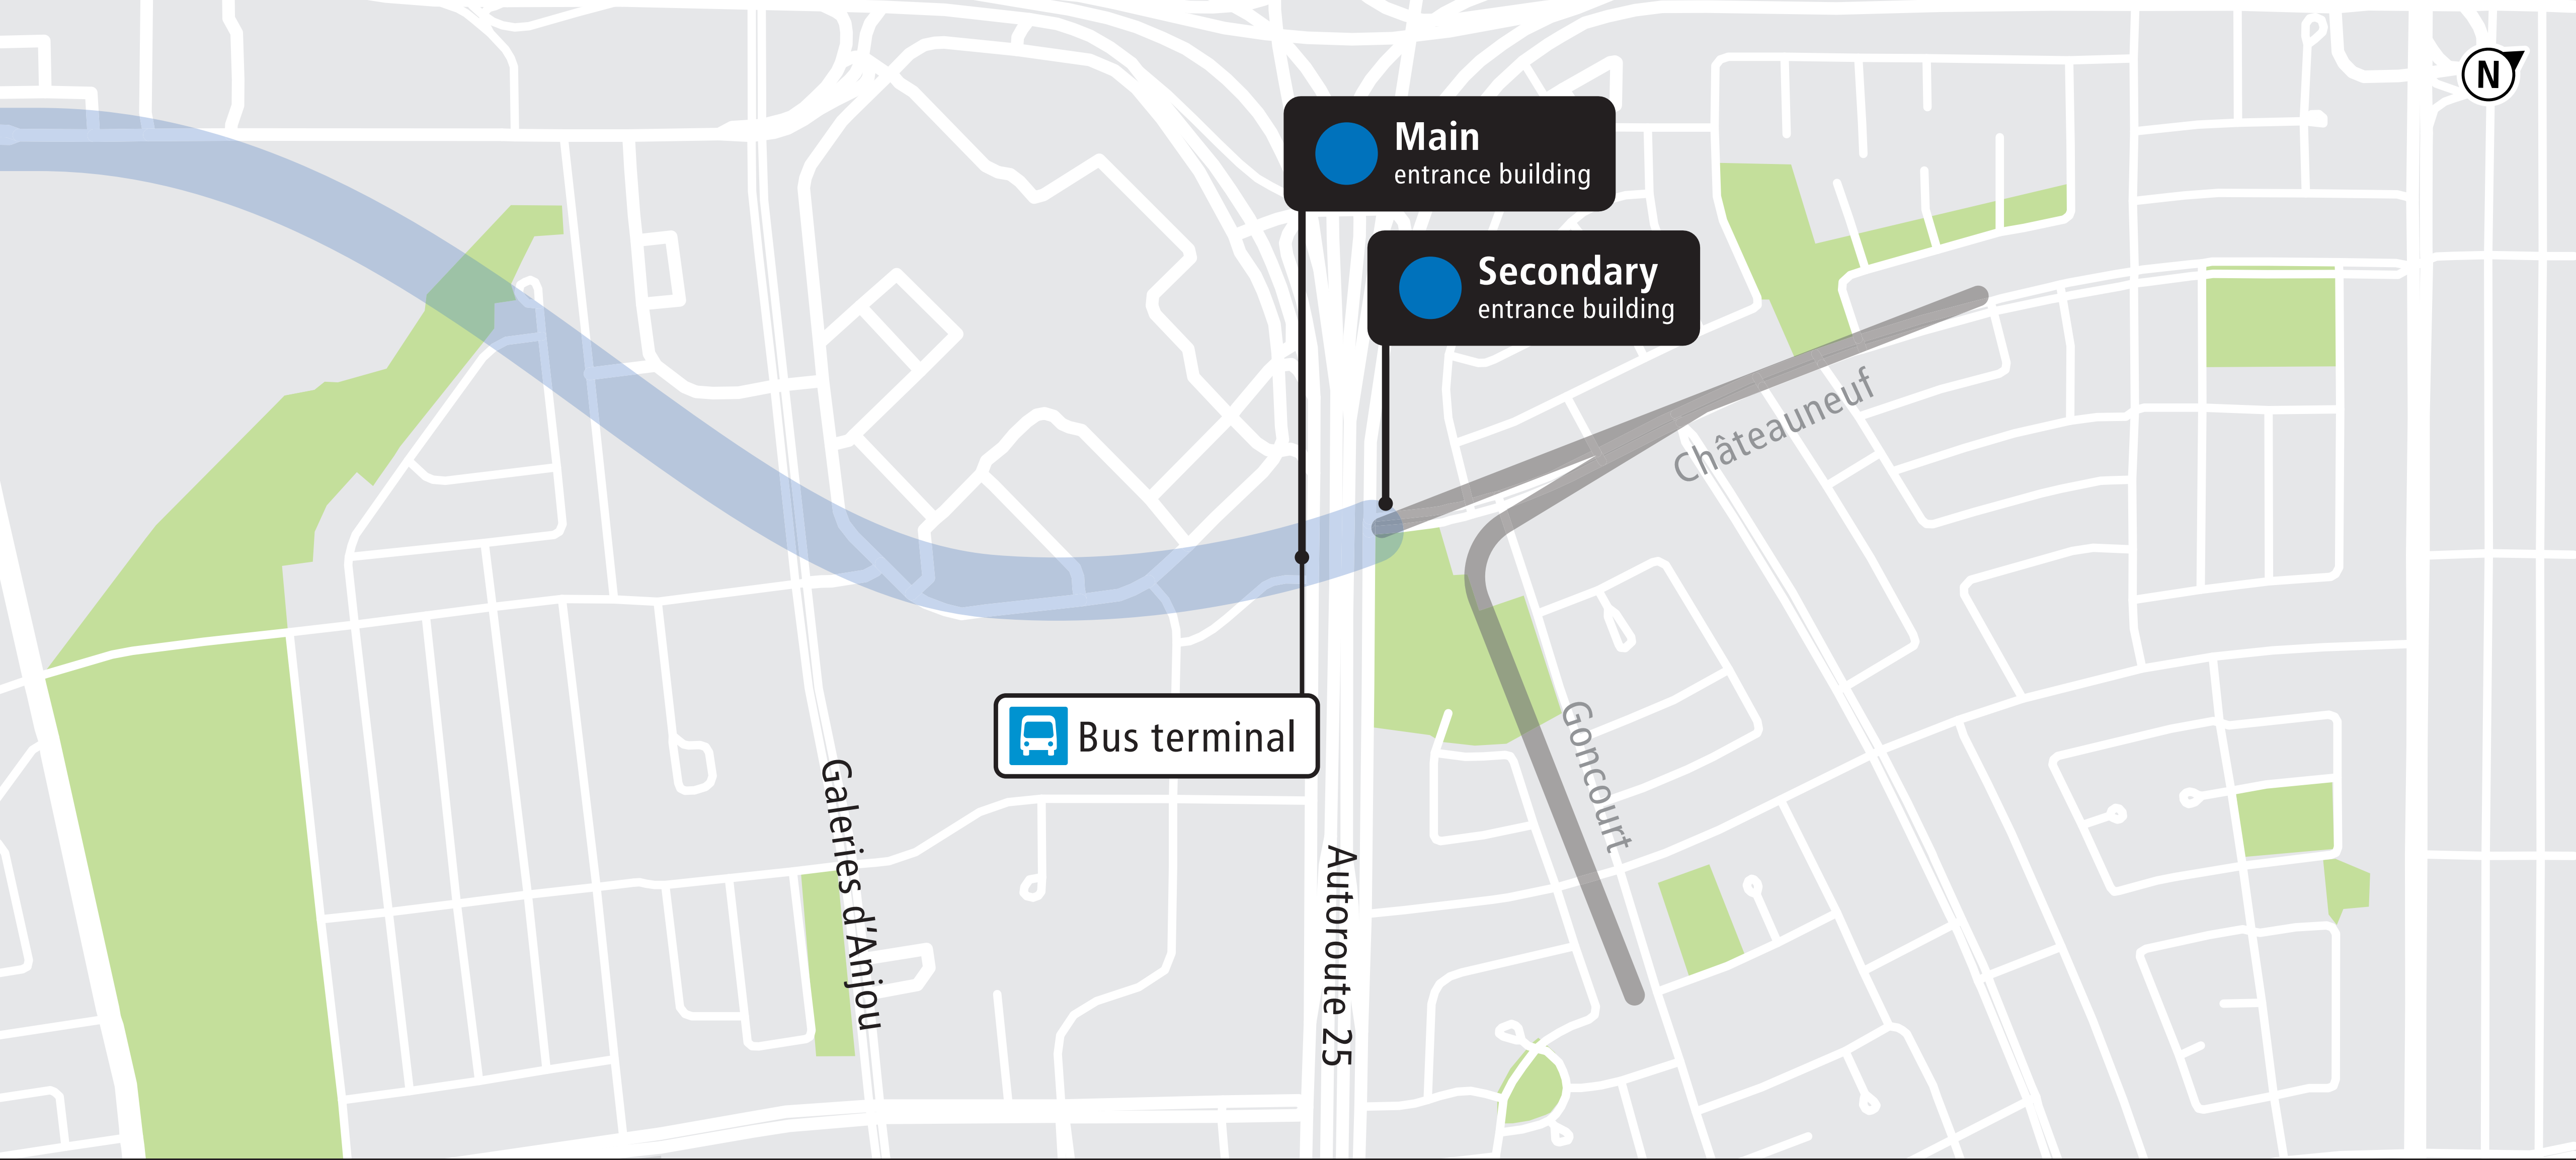 N
Main
entrance building
Secondary
entrance building
Châteauneuf
Bus terminal
Goncourt
Galeries d'Anjou
Autoroute 25